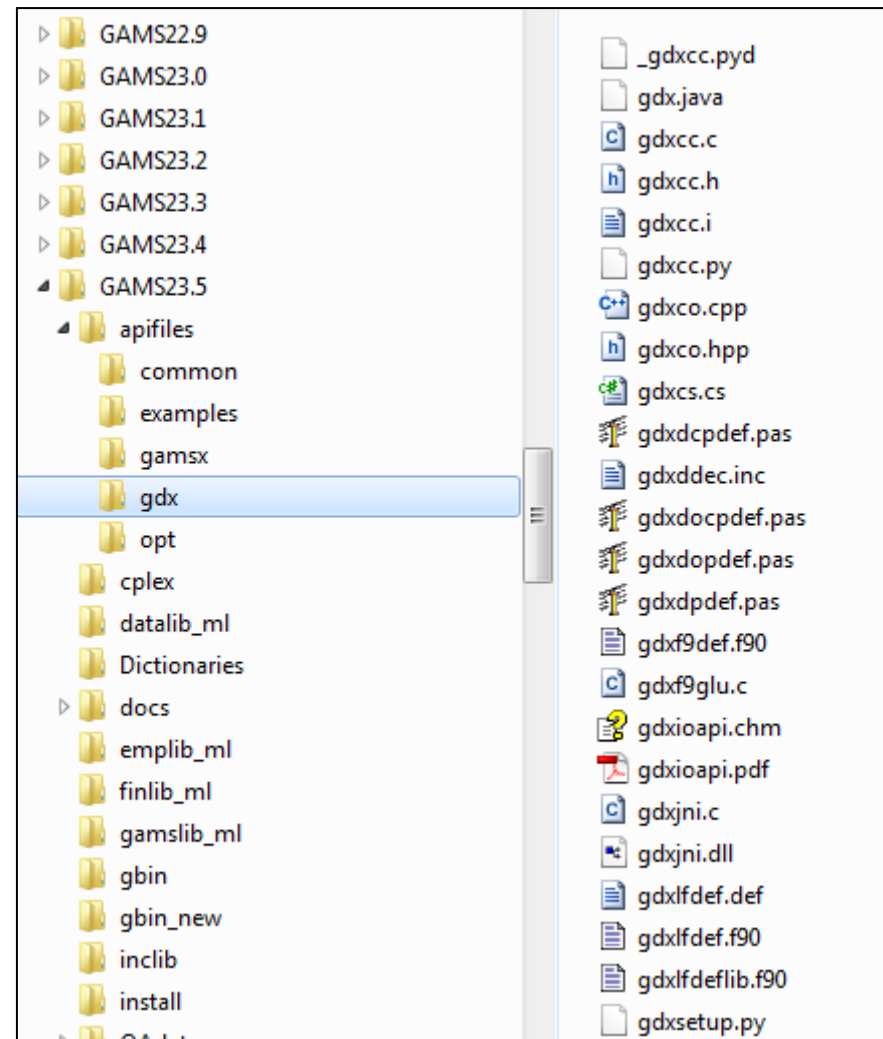 GAMS22.9
GAMS23.0
GAMS23.1
GAMS23.2
GAMS23.3
GAMS23.4
GAMS23.5
apifiles
common
examples
gamsx
gdx
opt
cplex
datalib_ml
Dictionaries
docs
emplib_ml
finlib_ml
gamslib_ml
gbin
gbin_new
inclib
install
_gdxcc.pyd
gdx.java
gdxcc.c
gdxcc.h
gdxcc.i
gdxcc.py
gdxco.cpp
gdxco.hpp
gdxcs.cs
gdxdcpdef.pas
gdxddec.inc
gdxdocpdef.pas
gdxdopdef.pas
gdxdpdef.pas
gdxf9def.f90
gdxf9glu.c
gdxioapi.chm
gdxioapi.pdf
gdxjni.c
gdxjni.dll
gdxlfdef.def
gdxlfdef.f90
gdxlfdeflib.f90
gdxsetup.py